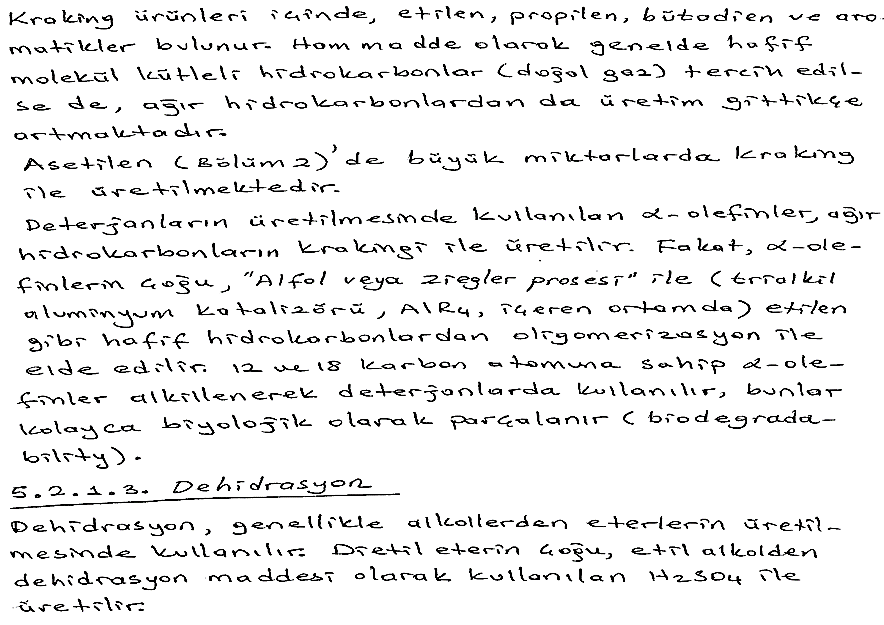 Kraking ürünleri içinde, etilen, propilen, bütadien ve aro-
matikler bulunur. Ham madde olarak genelde hafif
molekül kütleli hidrokarbonlar (doğal gaz) tercih edil-
se de, ağır hidrokarbonlardan da üretim gittikçe
artmaktadır.
Asetilen (Bölüm 2)'de büyük miktarlarda kraking
ile üretilmektedir.
Deterjanların üretilmesinde kullanılan α-olefinler, ağır
hidrokarbonların krakingi ile üretilir. Fakat, α-ole-
finlerin çoğu, "Alfol veya Ziegler prosesi" ile (trialkil
aluminyum katalizörü, AlR4, içeren ortamda) etilen
gibi hafif hidrokarbonlardan oligomerizasyon ile
elde edilir. 12 ve 18 karbon atomuna sahip α-ole-
finler alkillenerek deterjanlarda kullanılır, bunlar
kolayca biyolojik olarak parçalanır (biodegrada-
bility).
5.2.1.3. Dehidrasyon
Dehidrasyon, genellikle alkollerden eterlerin üretil-
mesinde kullanılır. Dietil eterin çoğu, etil alkolden
dehidrasyon maddesi olarak kullanılan H2SO4 ile
üretilir.